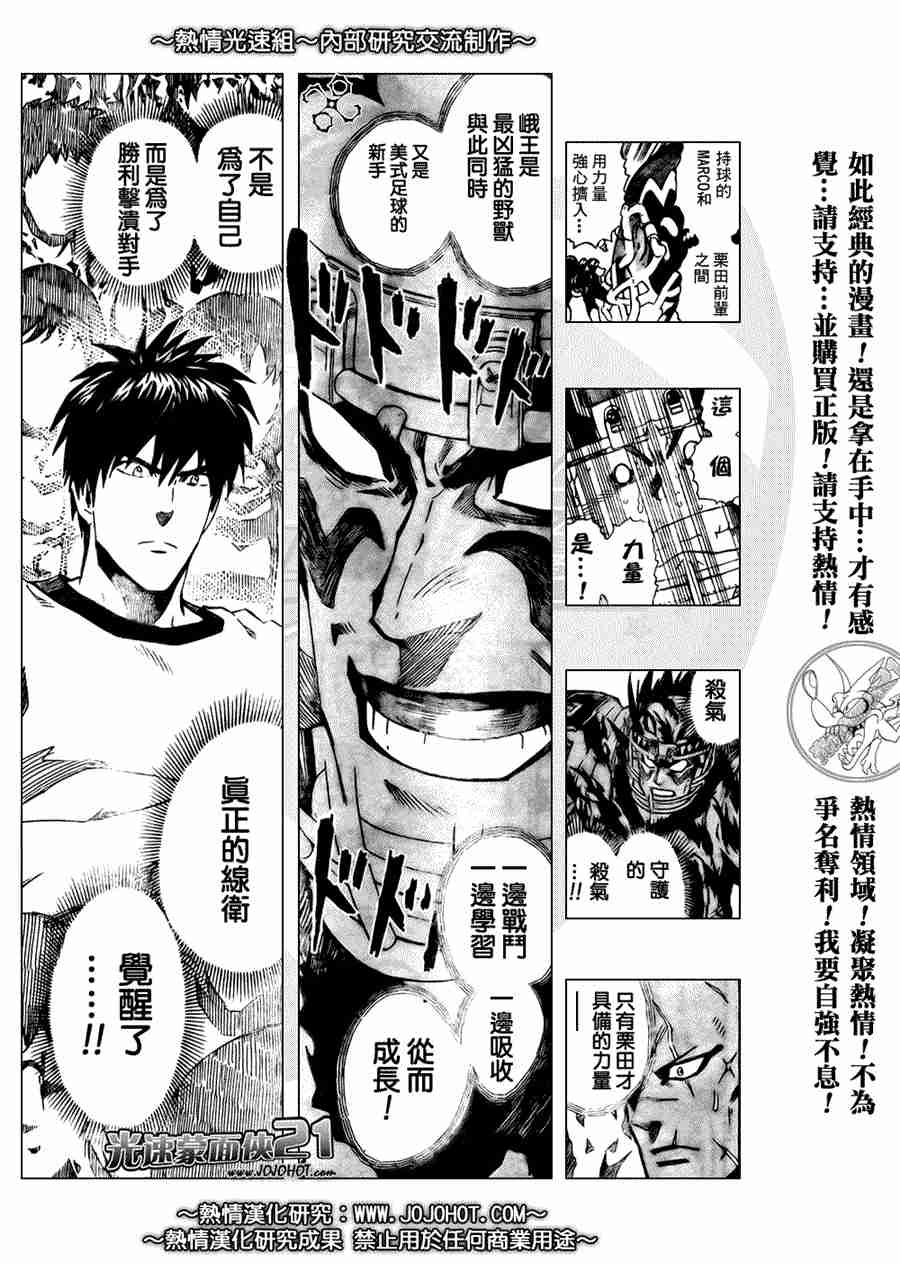 ～熱情光速組～內部研究交流制作～
如此經典的漫畫！還是拿在手中…才有感
覺…請支持…並購買正版！請支持熱情！
熱情領域！凝聚熱情！不為
爭名奪利！我要自強不息！
持球的
MARCO和
栗田前輩
之間
用力量
強心擠入…
這個
力量
是…！
殺氣
守護
的
殺氣
…!!
只有栗田才
具備的力量
——
峨王是
最凶猛的野獸
與此同時
又是
美式足球的
新手
ドドド
ドドド
ドドド
一邊戰鬥
一邊學習
一邊吸收
從而
成長！
不是
為了自己
而是為了
勝利擊潰對手
真正的線衛
覺醒了
……!!
光速蒙面俠21
www.JOJOHOT.com
～熱情漢化研究：WWW.JOJOHOT.COM～
～熱情漢化研究成果 禁止用於任何商業用途～